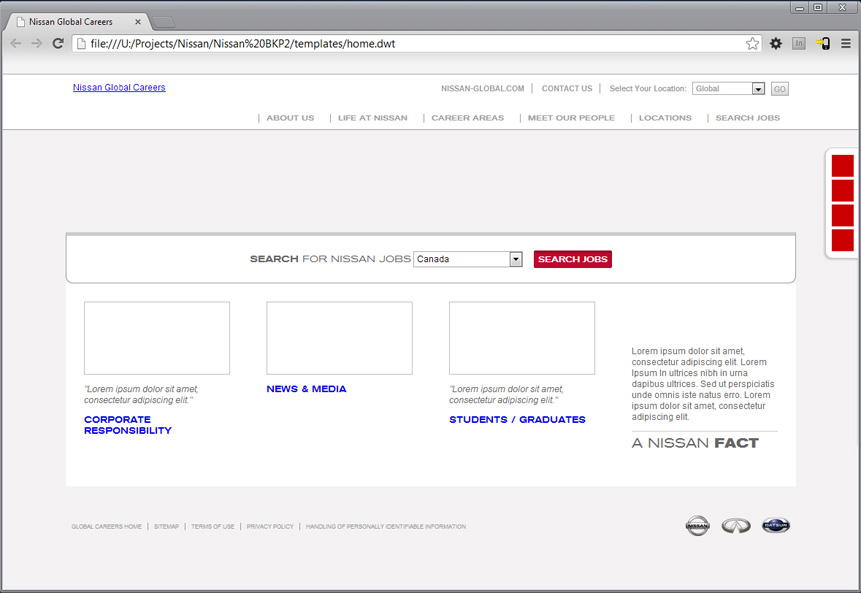 Nissan Global Careers
file:///U:/Projects/Nissan/Nissan%20BKP2/templates/home.dwt
Nissan Global Careers
NISSAN-GLOBAL.COM | CONTACT US | Select Your Location: Global GO
| ABOUT US | LIFE AT NISSAN | CAREER AREAS | MEET OUR PEOPLE | LOCATIONS | SEARCH JOBS
SEARCH FOR NISSAN JOBS Canada SEARCH JOBS
"Lorem ipsum dolor sit amet,
consectetur adipiscing elit."
CORPORATE
RESPONSIBILITY
NEWS & MEDIA
"Lorem ipsum dolor sit amet,
consectetur adipiscing elit."
STUDENTS / GRADUATES
Lorem ipsum dolor sit amet,
consectetur adipiscing elit. Lorem
Ipsum In ultrices nibh in urna
dapibus ultrices. Sed ut perspiciatis
unde omnis iste natus erro. Lorem
ipsum dolor sit amet, consectetur
adipiscing elit.
A NISSAN FACT
GLOBAL CAREERS HOME | SITEMAP | TERMS OF USE | PRIVACY POLICY | HANDLING OF PERSONALLY IDENTIFIABLE INFORMATION
NISSAN
DATSUN